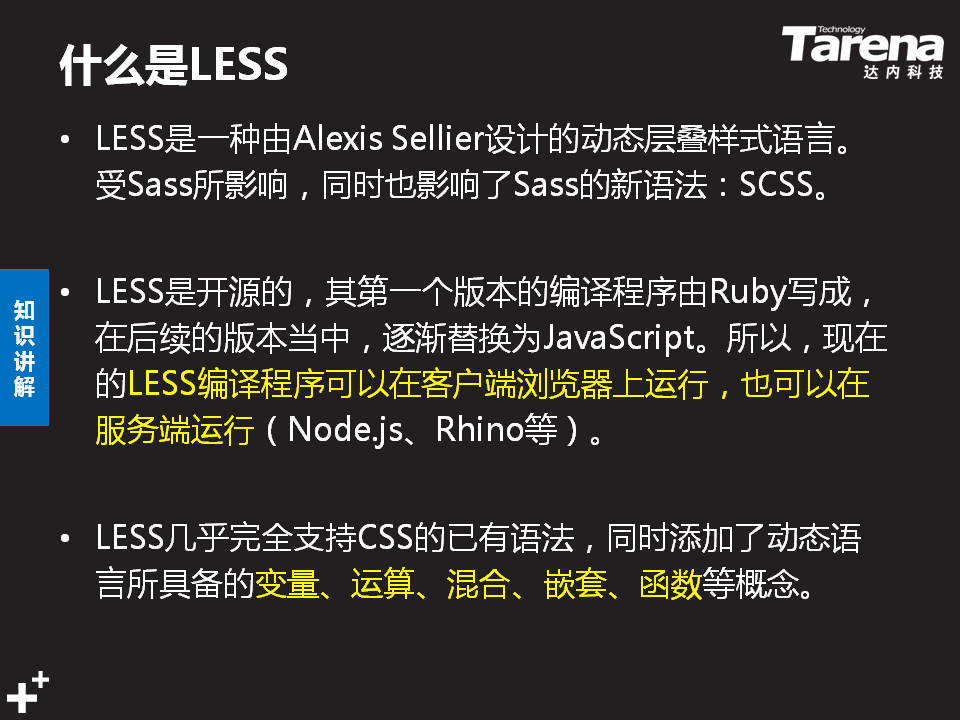 什么是LESS
Technology
Tarena
达内科技
• LESS是一种由Alexis Sellier设计的动态层叠样式语言。
受Sass所影响，同时也影响了Sass的新语法：SCSS。
• LESS是开源的，其第一个版本的编译程序由Ruby写成，
在后续的版本当中，逐渐替换为JavaScript。所以，现在
的LESS编译程序可以在客户端浏览器上运行，也可以在
服务端运行（Node.js、Rhino等）。
• LESS几乎完全支持CSS的已有语法，同时添加了动态语
言所具备的变量、运算、混合、嵌套、函数等概念。
知
识
讲
解